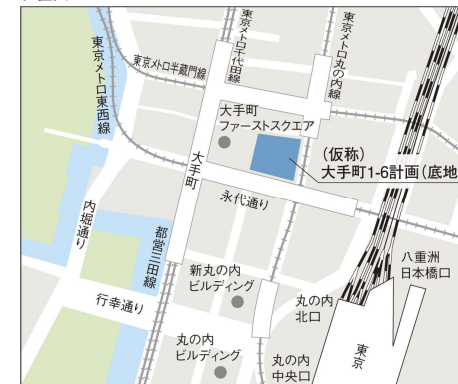 東京メトロ東西線
東京メトロ半蔵門線
東京メトロ千代田線
東京メトロ丸の内線
大手町
ファーストスクエア
(仮称)
大手町1-6計画(底地
大手町
永代通り
内堀通り
都営三田線
新丸の内
ビルディング
八重洲
日本橋口
丸の内
北口
行幸通り
丸の内
ビルディング
丸の内
中央口
東京